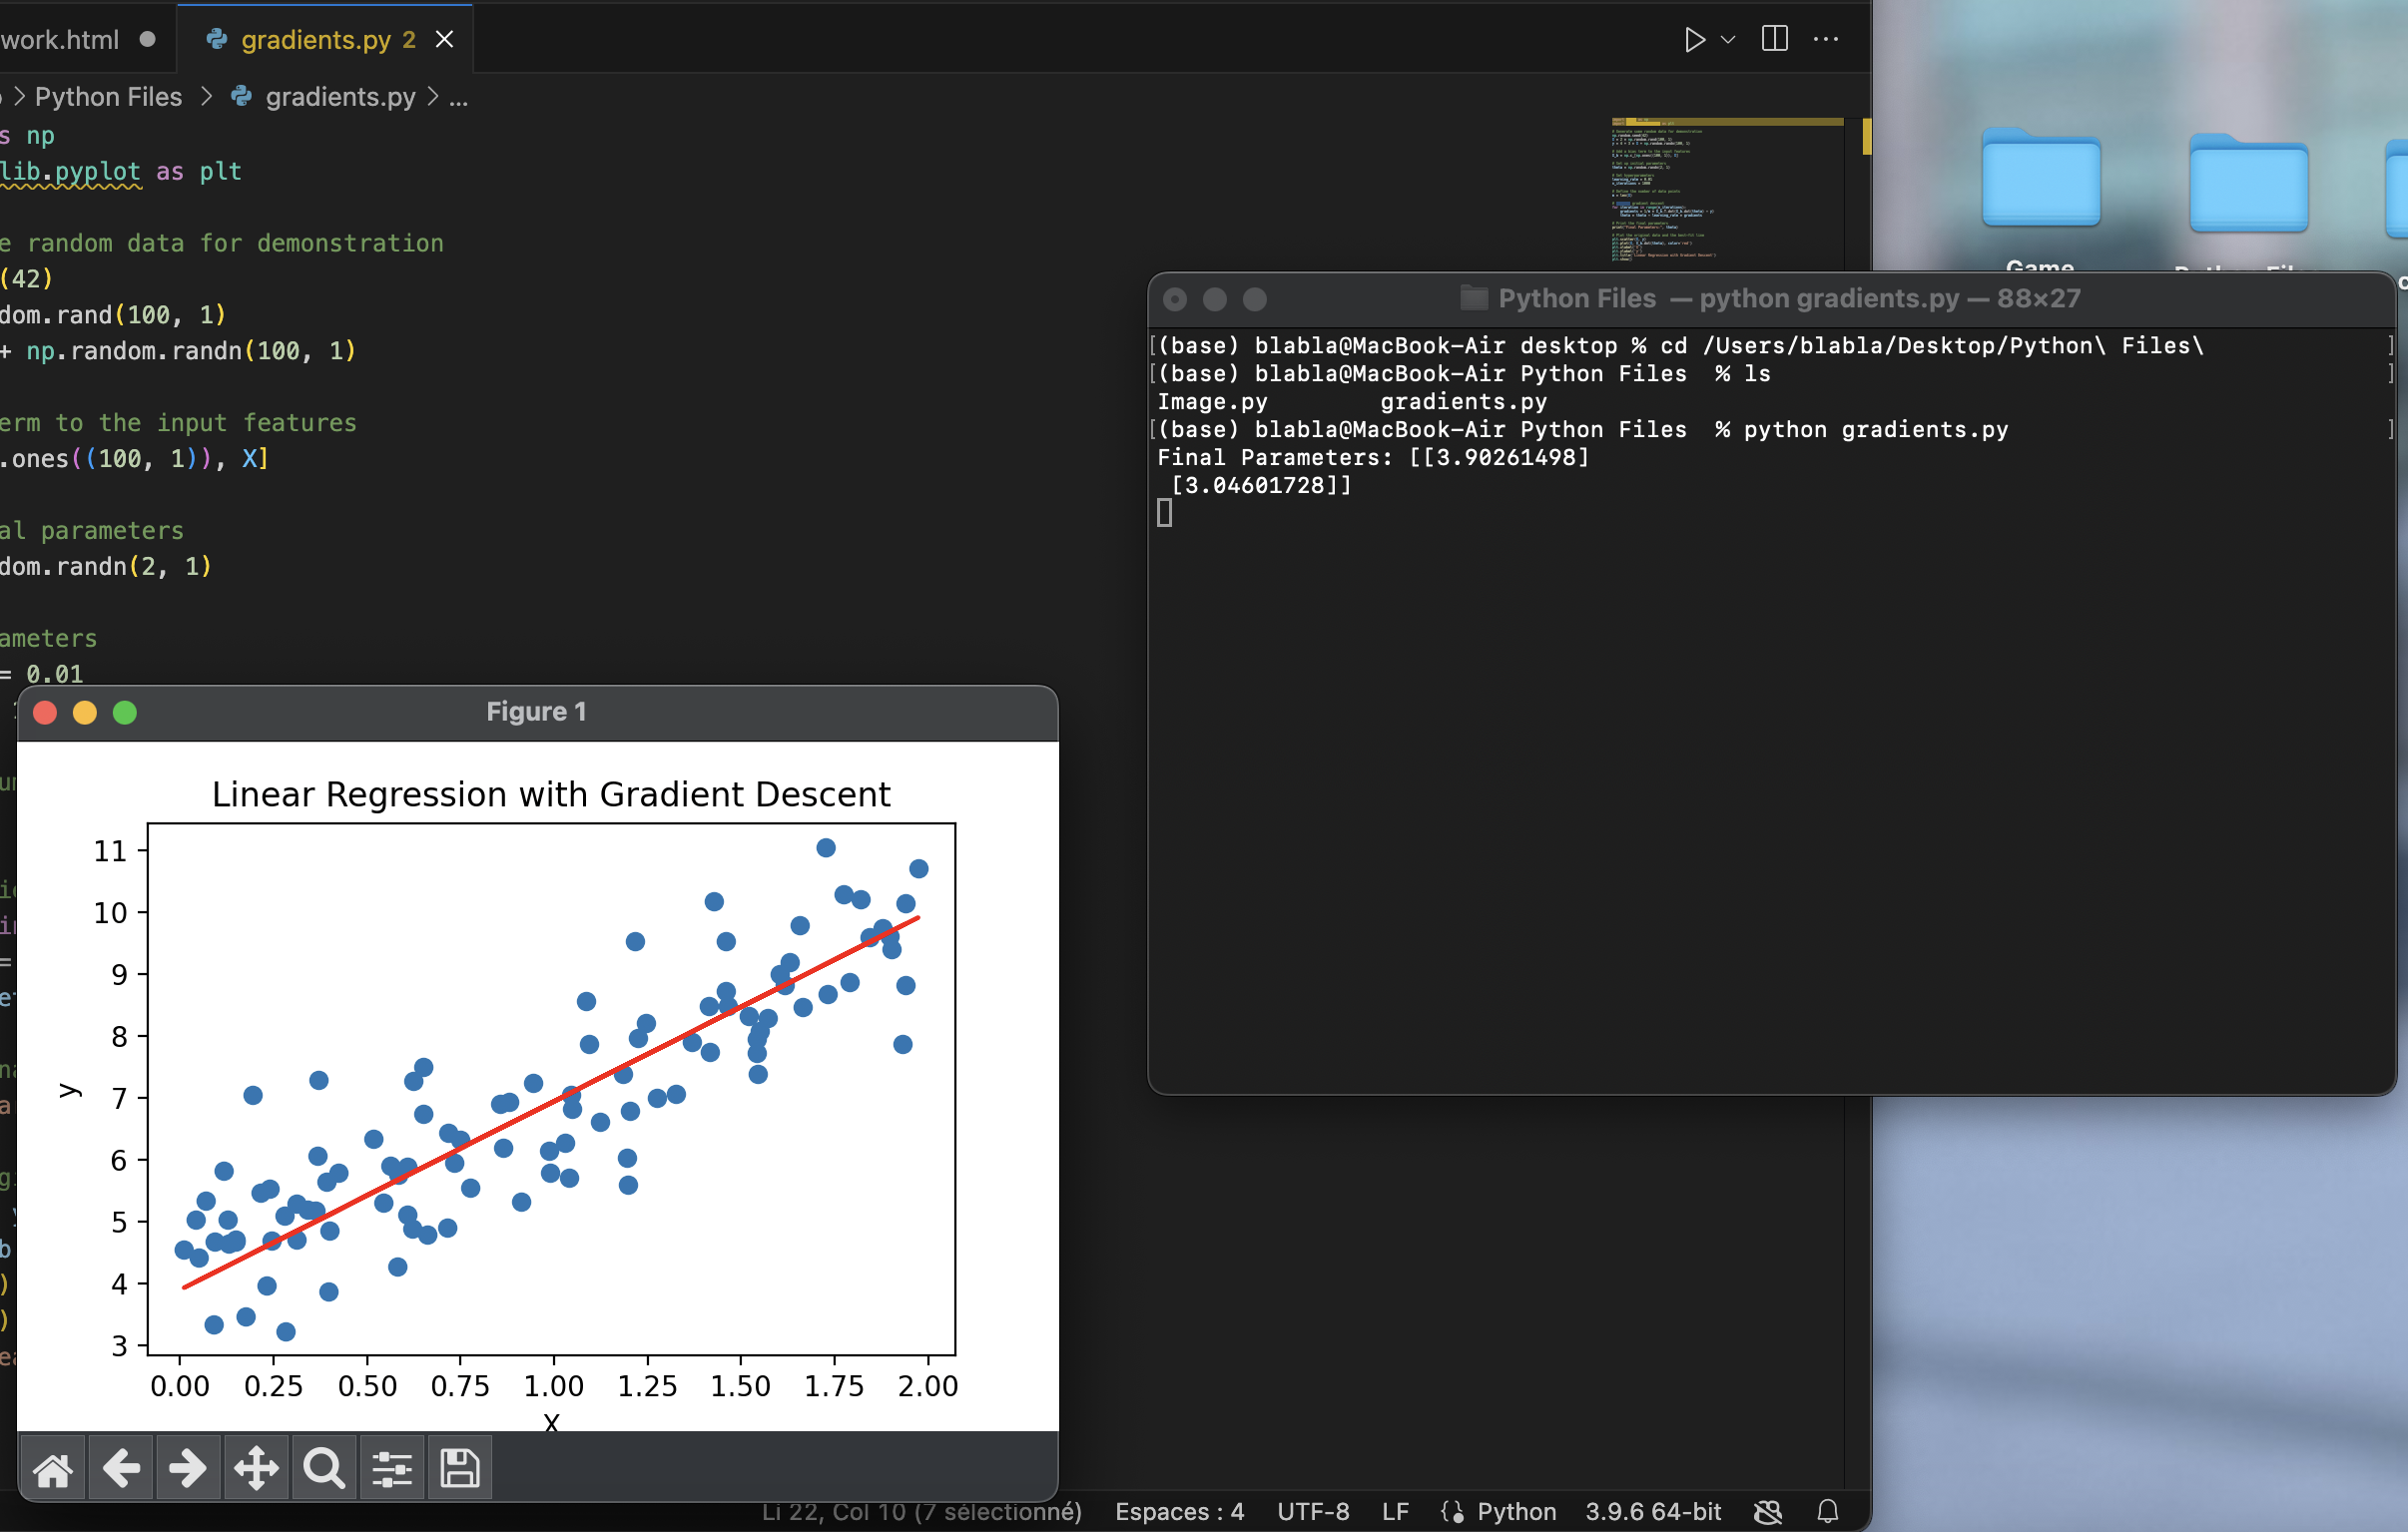 work.html
gradients.py 2
Python Files > gradients.py > ...
s np
lib.pyplot as plt
e random data for demonstration
(42)
dom.rand(100, 1)
+ np.random.randn(100, 1)
erm to the input features
.ones((100, 1)), X]
al parameters
dom.randn(2, 1)
ameters
= 0.01
Game
Python Files — python gradients.py — 88×27
(base) blabla@MacBook-Air desktop % cd /Users/blabla/Desktop/Python\ Files\
(base) blabla@MacBook-Air Python Files  % ls
Image.py        gradients.py
(base) blabla@MacBook-Air Python Files  % python gradients.py
Final Parameters: [[3.90261498]
 [3.04601728]]
Figure 1
Linear Regression with Gradient Descent
11
10
9
8
7
6
5
4
3
y
0.00 0.25 0.50 0.75 1.00 1.25 1.50 1.75 2.00
X
Li 22, Col 10 (7 sélectionné) Espaces : 4 UTF-8 LF Python 3.9.6 64-bit